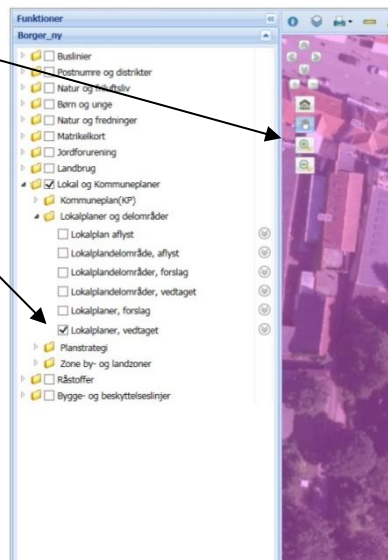 Funktioner
Borger_ny
Buslinier
Postnumre og distrikter
Natur og friluftsliv
Børn og unge
Natur og fredninger
Matrikelkort
Jordforurening
Landbrug
Lokal og Kommuneplaner
Kommuneplan(KP)
Lokalplaner og delområder
Lokalplan aflyst
Lokalplandelområde, aflyst
Lokalplandelområder, forslag
Lokalplandelområder, vedtaget
Lokalplaner, forslag
Lokalplaner, vedtaget
Planstrategi
Zone by- og landzoner
Råstoffer
Bygge- og beskyttelseslinjer